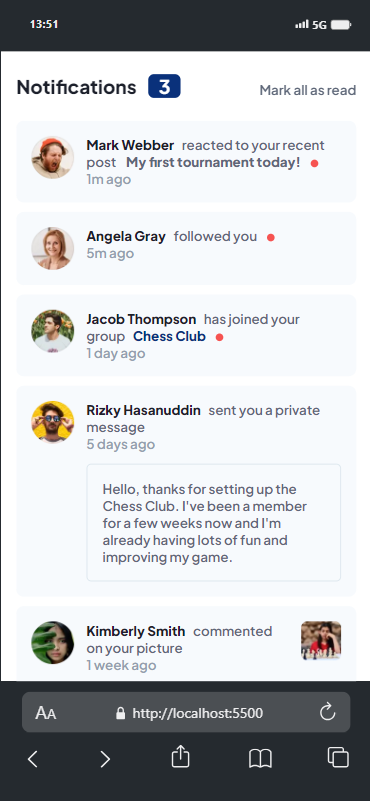 13:51
5G
Notifications 3
Mark all as read
Mark Webber reacted to your recent
post My first tournament today!
1m ago
Angela Gray followed you
5m ago
Jacob Thompson has joined your
group Chess Club
1 day ago
Rizky Hasanuddin sent you a private
message
5 days ago
Hello, thanks for setting up the
Chess Club. I've been a member
for a few weeks now and I'm
already having lots of fun and
improving my game.
Kimberly Smith commented
on your picture
1 week ago
AA
http://localhost:5500